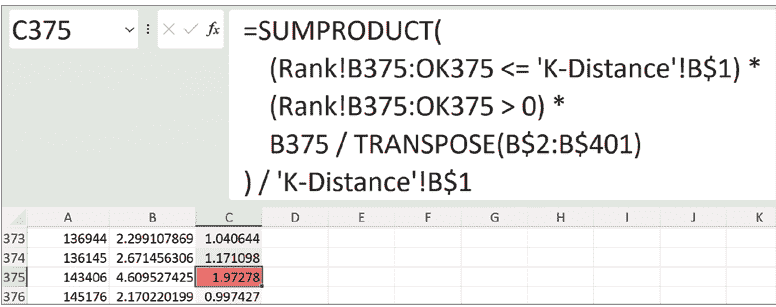 C375 fx =SUMPRODUCT(
(Rank!B375:OK375 <= 'K-Distance'!B$1) *
(Rank!B375:OK375 > 0) *
B375 / TRANSPOSE(B$2:B$401)
) / 'K-Distance'!B$1
A B C D E F G H I J K
373 136944 2.299107869 1.040644
374 136145 2.671456306 1.171098
375 143406 4.609527425 1.97278
376 145176 2.170220199 0.997427